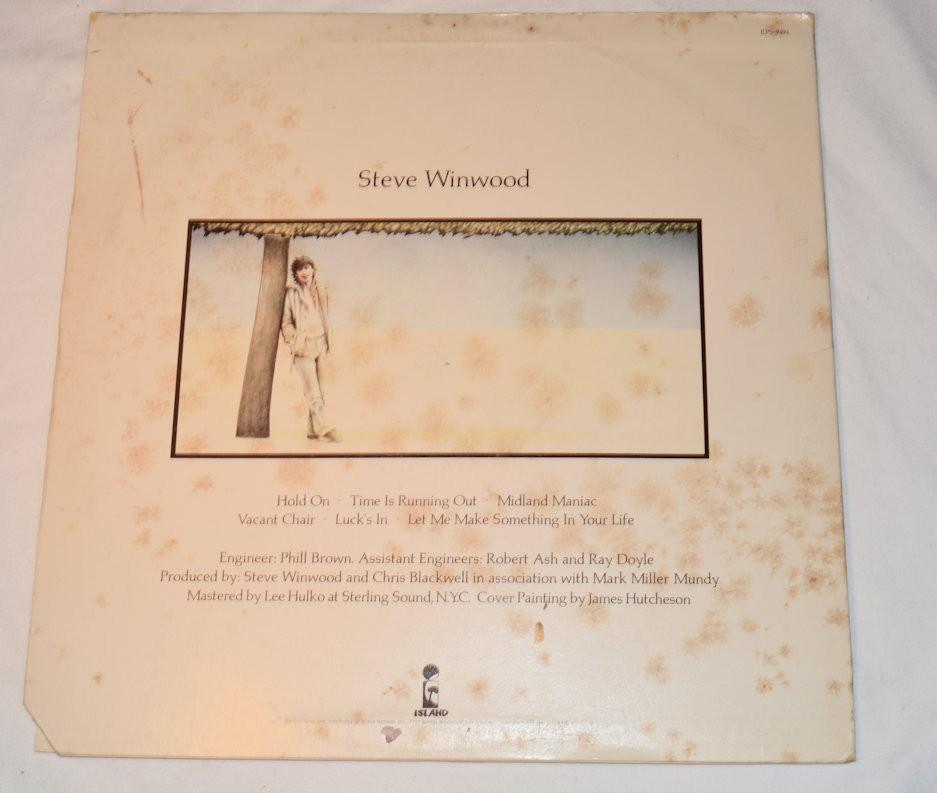 ILPS-9494
Steve Winwood
Hold On · Time Is Running Out · Midland Maniac
Vacant Chair · Luck's In · Let Me Make Something In Your Life
Engineer: Phill Brown. Assistant Engineers: Robert Ash and Ray Doyle
Produced by: Steve Winwood and Chris Blackwell in association with Mark Miller Mundy
Mastered by Lee Hulko at Sterling Sound, N.Y.C. Cover Painting by James Hutcheson
ISLAND